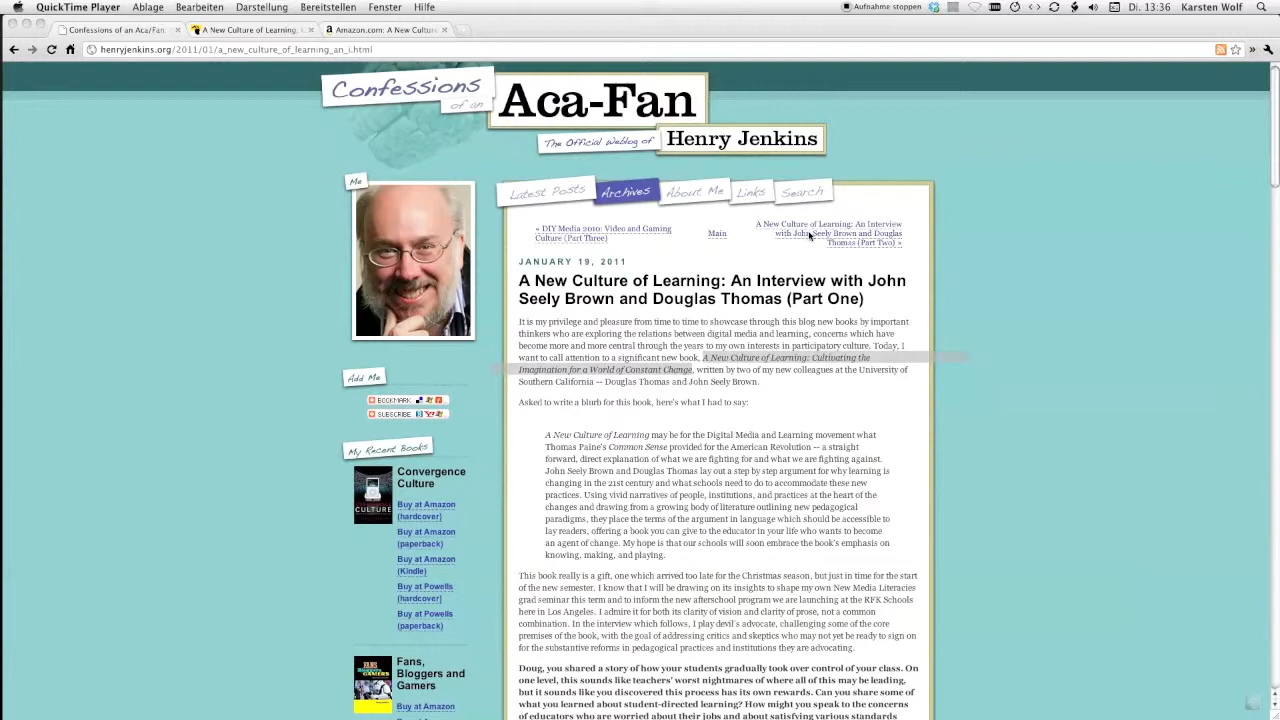 QuickTime Player Ablage Bearbeiten Darstellung Bereitstellen Fenster Hilfe Aufnahme stoppen Di. 13:36 Karsten Wolf
Confessions of an Aca/Fan: A New Culture of Learning, Amazon.com: A New Culture
henryjenkins.org/2011/01/a_new_culture_of_learning_an_i.html
Confessions
of an
Aca-Fan
The Official Weblog of
Henry Jenkins
Me
Latest Posts Archives About Me Links Search
« DIY Media 2010: Video and Gaming
Culture (Part Three)
Main
A New Culture of Learning: An Interview
with John Seely Brown and Douglas
Thomas (Part Two) »
JANUARY 19, 2011
A New Culture of Learning: An Interview with John
Seely Brown and Douglas Thomas (Part One)
It is my privilege and pleasure from time to time to showcase through this blog new books by important
thinkers who are exploring the relations between digital media and learning, concerns which have
become more and more central through the years to my own interests in participatory culture. Today, I
want to call attention to a significant new book, A New Culture of Learning: Cultivating the
Imagination for a World of Constant Change, written by two of my new colleagues at the University of
Southern California -- Douglas Thomas and John Seely Brown.
Asked to write a blurb for this book, here's what I had to say:
A New Culture of Learning may be for the Digital Media and Learning movement what
Thomas Paine's Common Sense provided for the American Revolution -- a straight
forward, direct explanation of what we are fighting for and what we are fighting against.
John Seely Brown and Douglas Thomas lay out a step by step argument for why learning is
changing in the 21st century and what schools need to do to accommodate these new
practices. Using vivid narratives of people, institutions, and practices at the heart of the
changes and drawing from a growing body of literature outlining new pedagogical
paradigms, they place the terms of the argument in language which should be accessible to
lay readers, offering a book you can give to the educator in your life who wants to become
an agent of change. My hope is that our schools will soon embrace the book's emphasis on
knowing, making, and playing.
This book really is a gift, one which arrived too late for the Christmas season, but just in time for the start
of the new semester. I know that I will be drawing on its insights to shape my own New Media Literacies
grad seminar this term and to inform the new afterschool program we are launching at the RFK Schools
here in Los Angeles. I admire it for both its clarity of vision and clarity of prose, not a common
combination. In the interview which follows, I play devil's advocate, challenging some of the core
premises of the book, with the goal of addressing critics and skeptics who may not yet be ready to sign on
for the substantive reforms in pedagogical practices and institutions they are advocating.
Doug, you shared a story of how your students gradually took over control of your class. On
one level, this sounds like teachers' worst nightmares of where all of this may be leading,
but it sounds like you discovered this process has its own rewards. Can you share some of
what you learned about student-directed learning? How might you speak to the concerns
of educators who are worried about their jobs and about satisfying various standards
Add Me
BOOKMARK
SUBSCRIBE
My Recent Books
CULTURE
Convergence
Culture
Buy at Amazon
(hardcover)
Buy at Amazon
(paperback)
Buy at Amazon
(Kindle)
Buy at Powells
(hardcover)
Buy at Powells
(paperback)
FANS
BLOGGERS
GAMERS
Fans,
Bloggers and
Gamers
Buy at Amazon